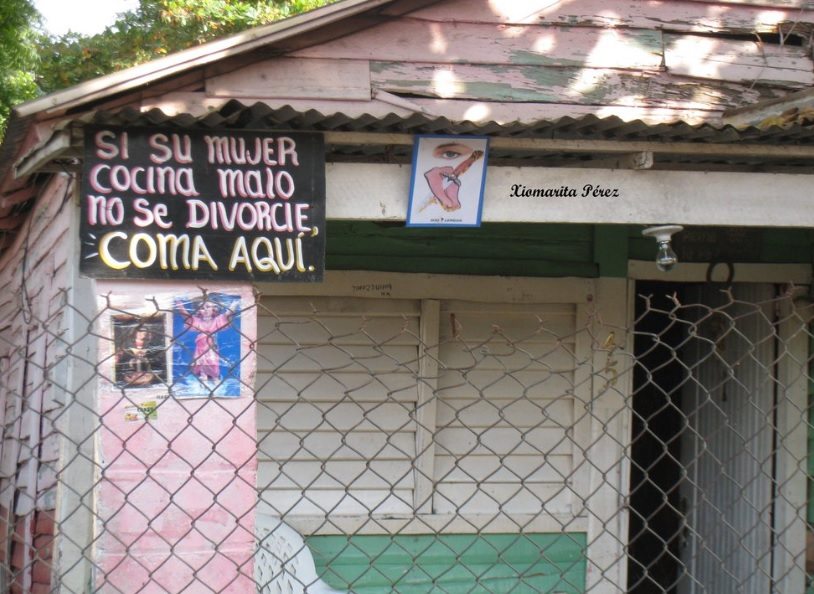 SI SU MUJER
COCINA MALO
NO SE DIVORCIE,
COMA AQUÍ.
Xiomarita Pérez